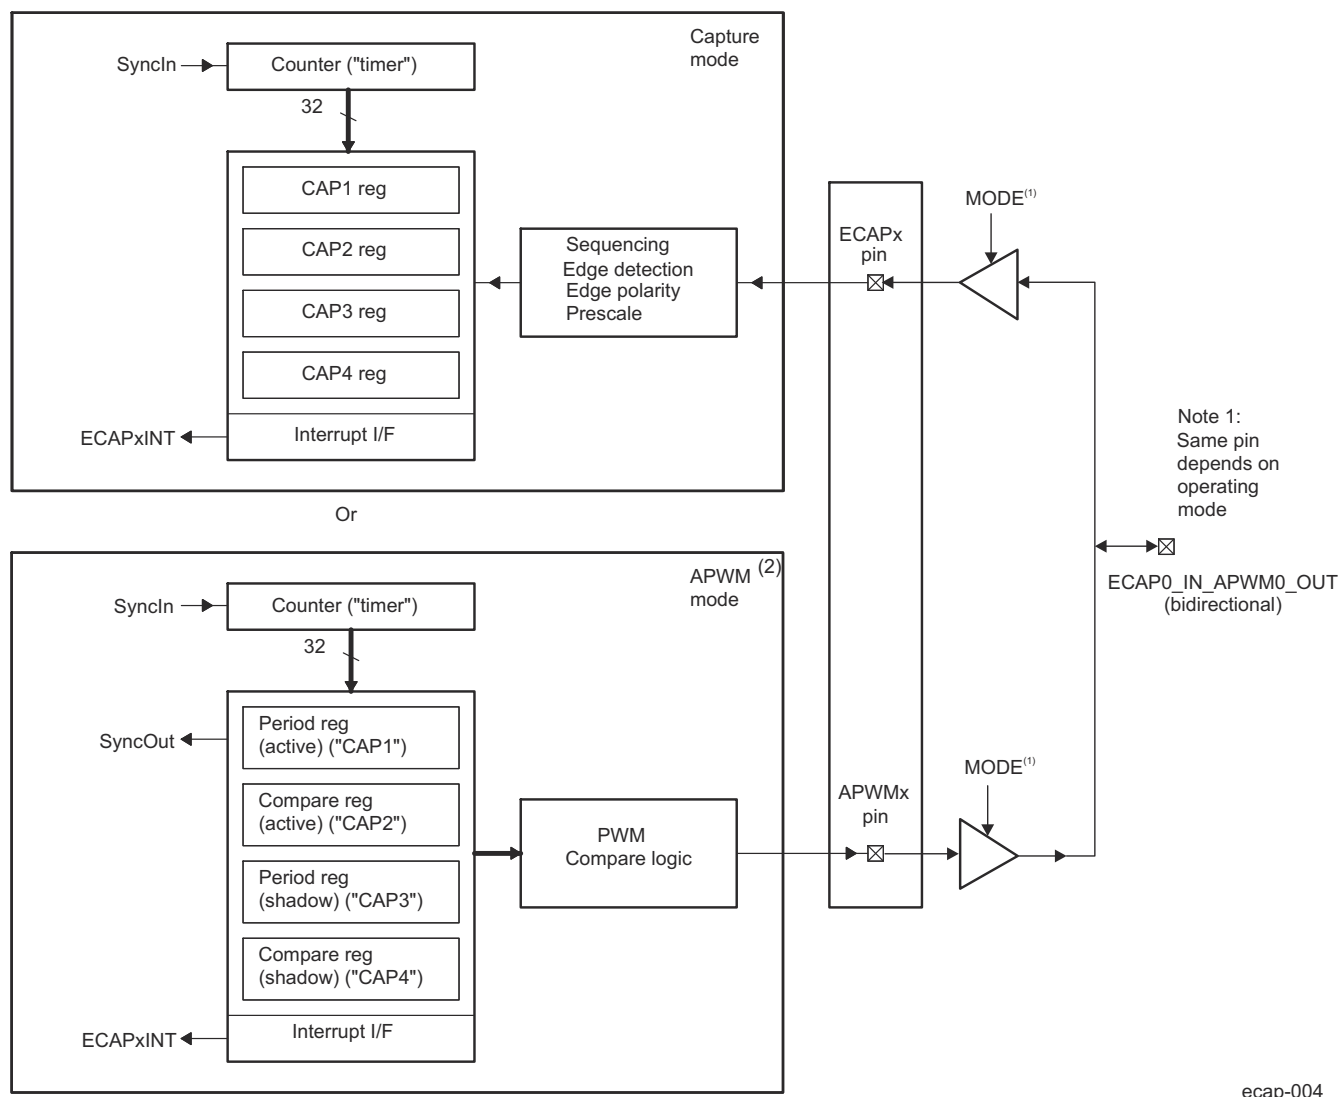 Capture
mode
SyncIn
Counter ("timer")
32
CAP1 reg
CAP2 reg
CAP3 reg
CAP4 reg
Interrupt I/F
ECAPxINT
Sequencing
Edge detection
Edge polarity
Prescale
ECAPx
pin
MODE(1)
Note 1:
Same pin
depends on
operating
mode
ECAP0_IN_APWM0_OUT
(bidirectional)
Or
APWM (2)
mode
SyncIn
Counter ("timer")
32
SyncOut
Period reg
(active) ("CAP1")
Compare reg
(active) ("CAP2")
Period reg
(shadow) ("CAP3")
Compare reg
(shadow) ("CAP4")
Interrupt I/F
ECAPxINT
PWM
Compare logic
APWMx
pin
MODE(1)
ecap-004